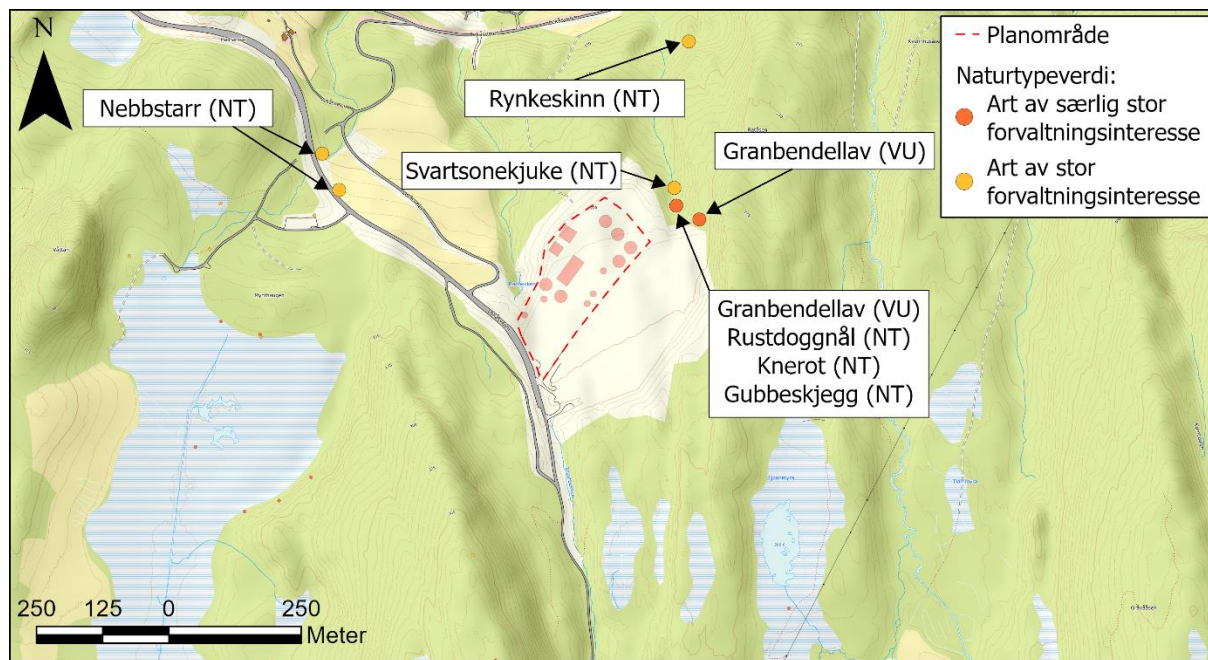 N
Nebbstarr (NT)
Rynkeskinn (NT)
Svartsonekjuke (NT)
Granbendellav (VU)
Granbendellav (VU)
Rustdoggnål (NT)
Knerot (NT)
Gubbeskjegg (NT)
Planområde
Naturtypeverdi:
Art av særlig stor
forvaltningsinteresse
Art av stor
forvaltningsinteresse
250 125 0 250
Meter